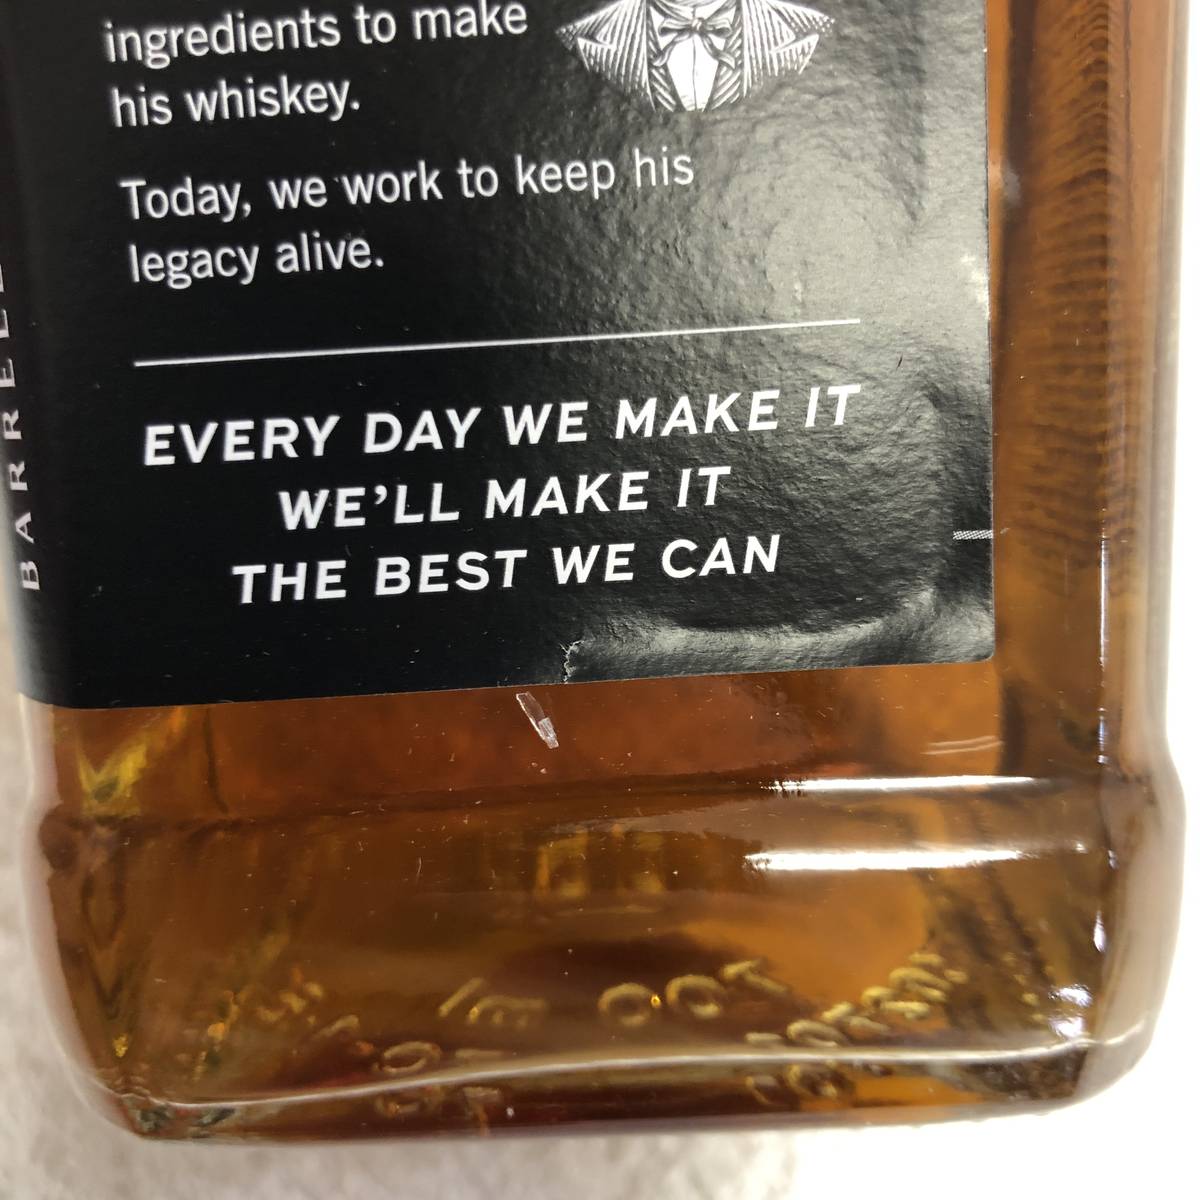 ingredients to make
his whiskey.
Today, we work to keep his
legacy alive.
EVERY DAY WE MAKE IT
WE'LL MAKE IT
THE BEST WE CAN
BARREL